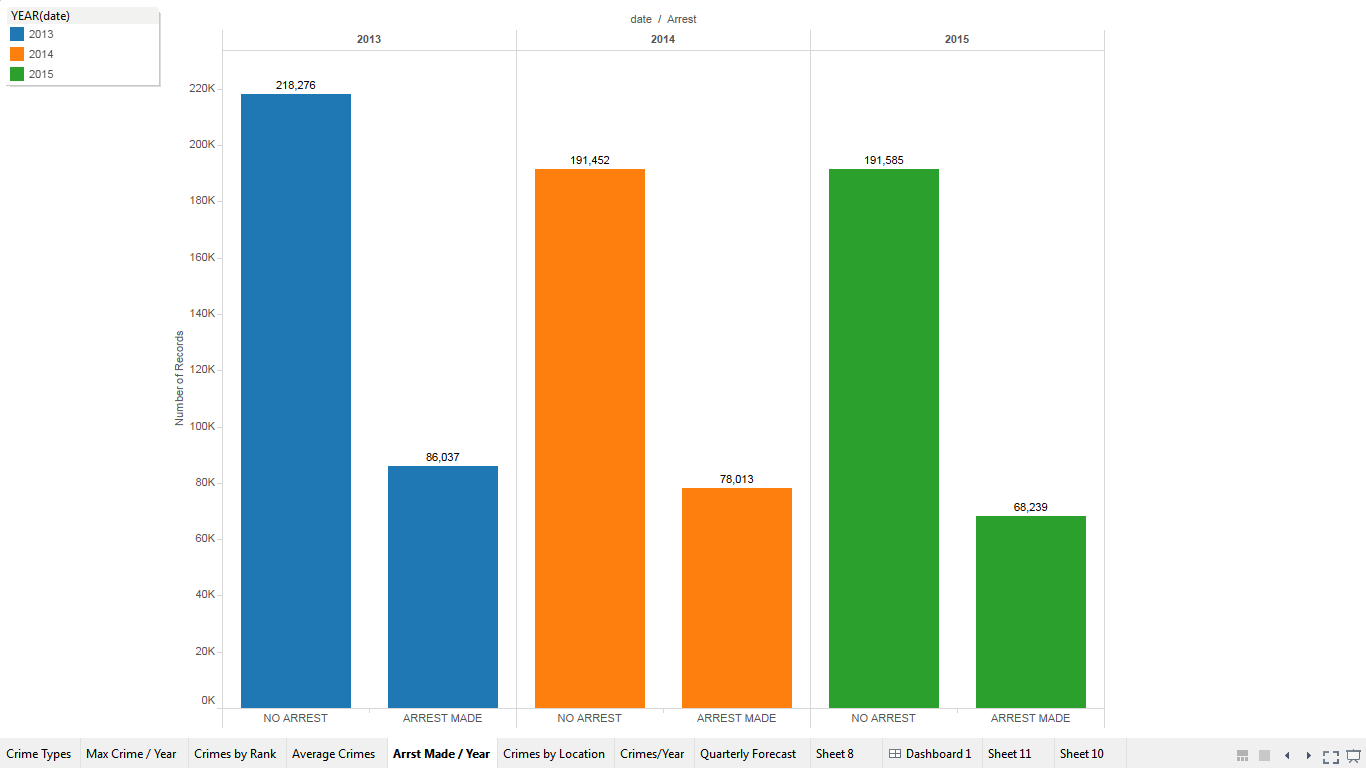 YEAR(date)
2013
2014
2015
date / Arrest
2013 2014 2015
218,276
86,037
191,452
78,013
191,585
68,239
220K
200K
180K
160K
140K
120K
100K
80K
60K
40K
20K
0K
Number of Records
NO ARREST ARREST MADE NO ARREST ARREST MADE NO ARREST ARREST MADE
Crime Types Max Crime / Year Crimes by Rank Average Crimes Arrst Made / Year Crimes by Location Crimes/Year Quarterly Forecast Sheet 8 Dashboard 1 Sheet 11 Sheet 10